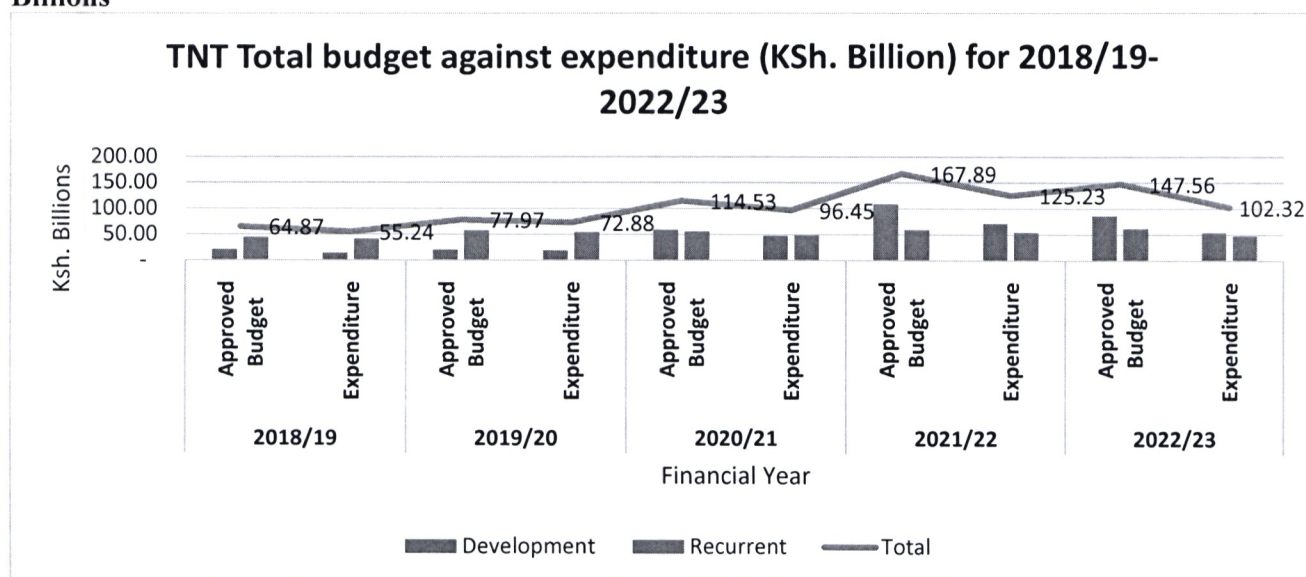 Billions
TNT Total budget against expenditure (KSh. Billion) for 2018/19-
2022/23
Ksh. Billions
200.00
150.00
100.00
50.00
-
64.87
55.24
77.97
72.88
114.53
96.45
167.89
125.23
147.56
102.32
Approved
Budget
Expenditure
Approved
Budget
Expenditure
Approved
Budget
Expenditure
Approved
Budget
Expenditure
Approved
Budget
Expenditure
2018/19
2019/20
2020/21
2021/22
2022/23
Financial Year
Development
Recurrent
Total